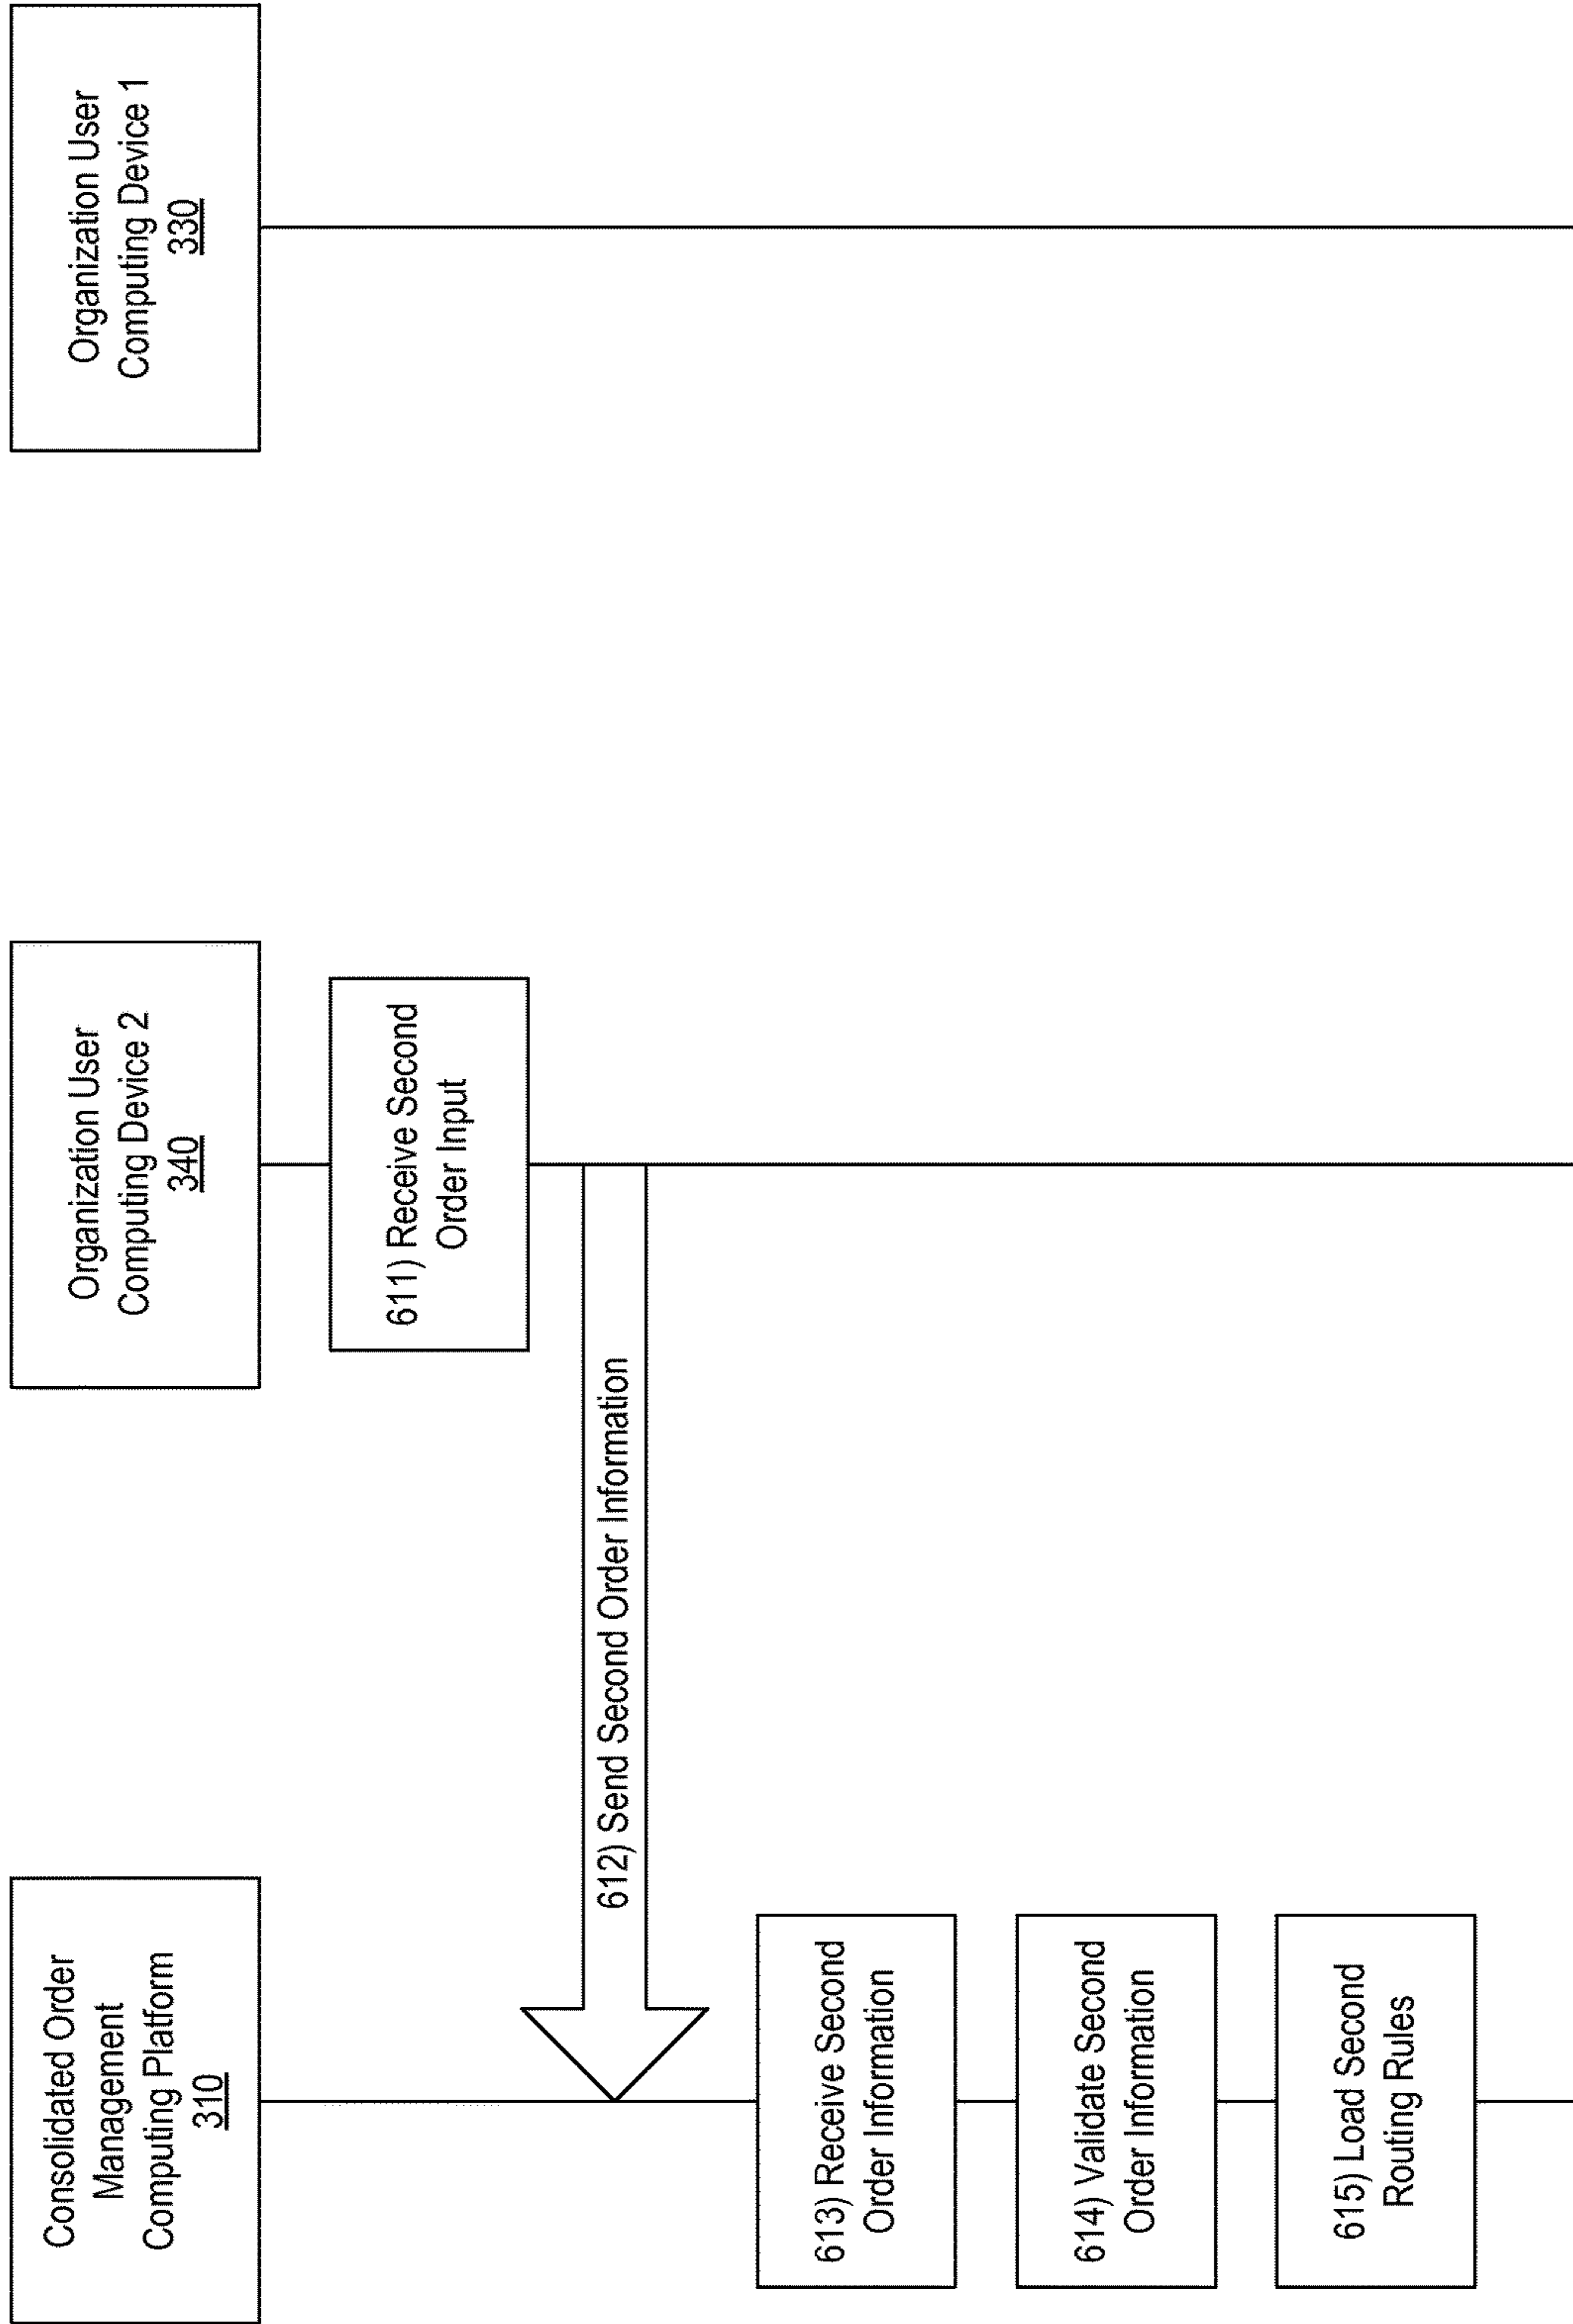 Consolidated Order
Management
Computing Platform
310
Organization User
Computing Device 2
340
Organization User
Computing Device 1
330
611) Receive Second
Order Input
612) Send Second Order Information
613) Receive Second
Order Information
614) Validate Second
Order Information
615) Load Second
Routing Rules